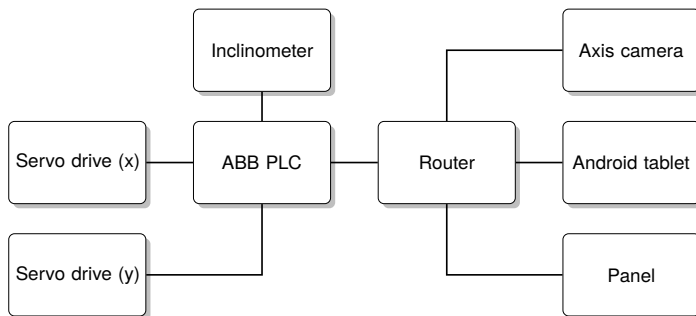 Inclinometer
Axis camera
Servo drive (x)
ABB PLC
Router
Android tablet
Servo drive (y)
Panel